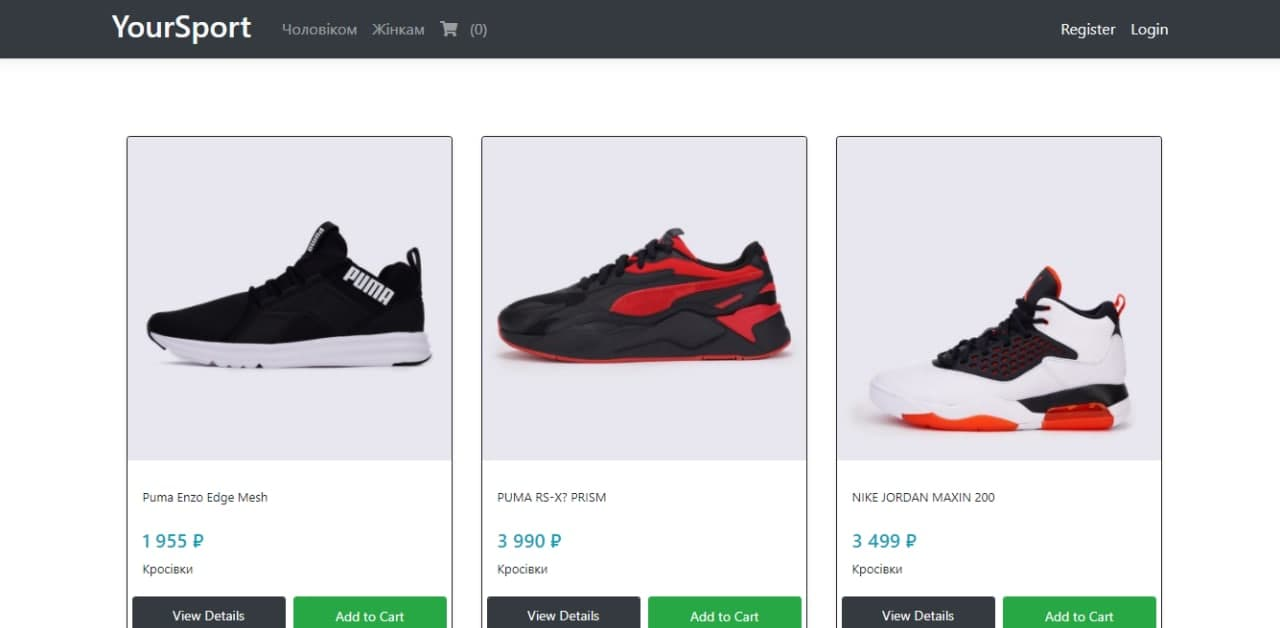 YourSport Чоловіком Жінкам (0) Register Login
PUMA
PUMA
Puma Enzo Edge Mesh
1 955 ₽
Кросівки
View Details Add to Cart
PUMA RS-X? PRISM
3 990 ₽
Кросівки
View Details Add to Cart
NIKE JORDAN MAXIN 200
3 499 ₽
Кросівки
View Details Add to Cart